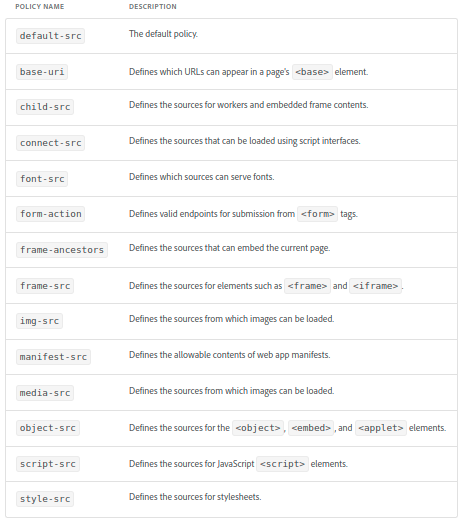 POLICY NAME DESCRIPTION
default-src The default policy.
base-uri Defines which URLs can appear in a page's <base> element.
child-src Defines the sources for workers and embedded frame contents.
connect-src Defines the sources that can be loaded using script interfaces.
font-src Defines which sources can serve fonts.
form-action Defines valid endpoints for submission from <form> tags.
frame-ancestors Defines the sources that can embed the current page.
frame-src Defines the sources for elements such as <frame> and <iframe>.
img-src Defines the sources from which images can be loaded.
manifest-src Defines the allowable contents of web app manifests.
media-src Defines the sources from which images can be loaded.
object-src Defines the sources for the <object>, <embed>, and <applet> elements.
script-src Defines the sources for JavaScript <script> elements.
style-src Defines the sources for stylesheets.